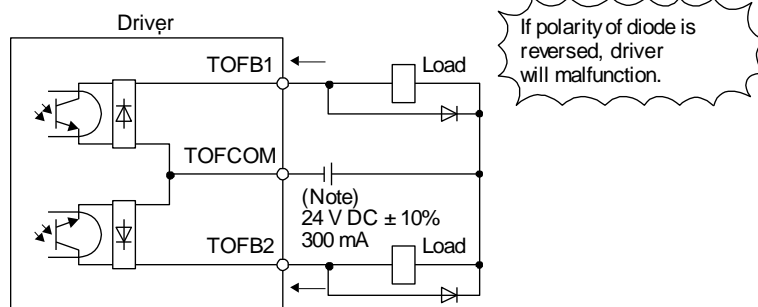 Driver
If polarity of diode is
reversed, driver
will malfunction.
TOFB1
Load
TOFCOM
(Note)
24 V DC ± 10%
300 mA
TOFB2
Load